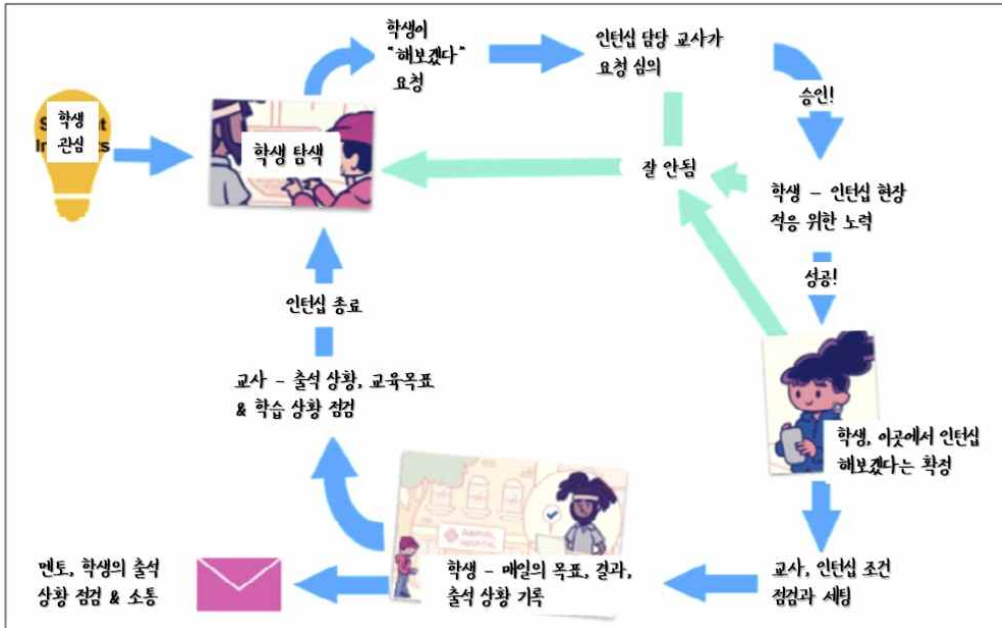 학생이
"해보겠다"
요청
인턴십 담당 교사가
요청 심의
승인!
학생
관심
학생 탐색
잘 안됨
학생 - 인턴십 현장
적응 위한 노력
성공!
인턴십 종료
교사 - 출석 상황, 교육목표
& 학습 상황 점검
학생, 이곳에서 인턴십
해보겠다는 확정
멘토, 학생의 출석
상황 점검 & 소통
ANIMAL
HOSPITAL
학생 - 매일의 목표, 결과,
출석 상황 기록
교사, 인턴십 조건
점검과 세팅